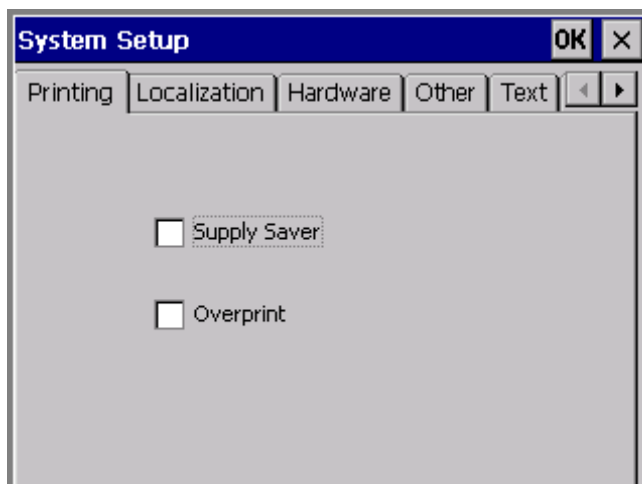 System Setup OK ×
Printing Localization Hardware Other Text
Supply Saver
Overprint